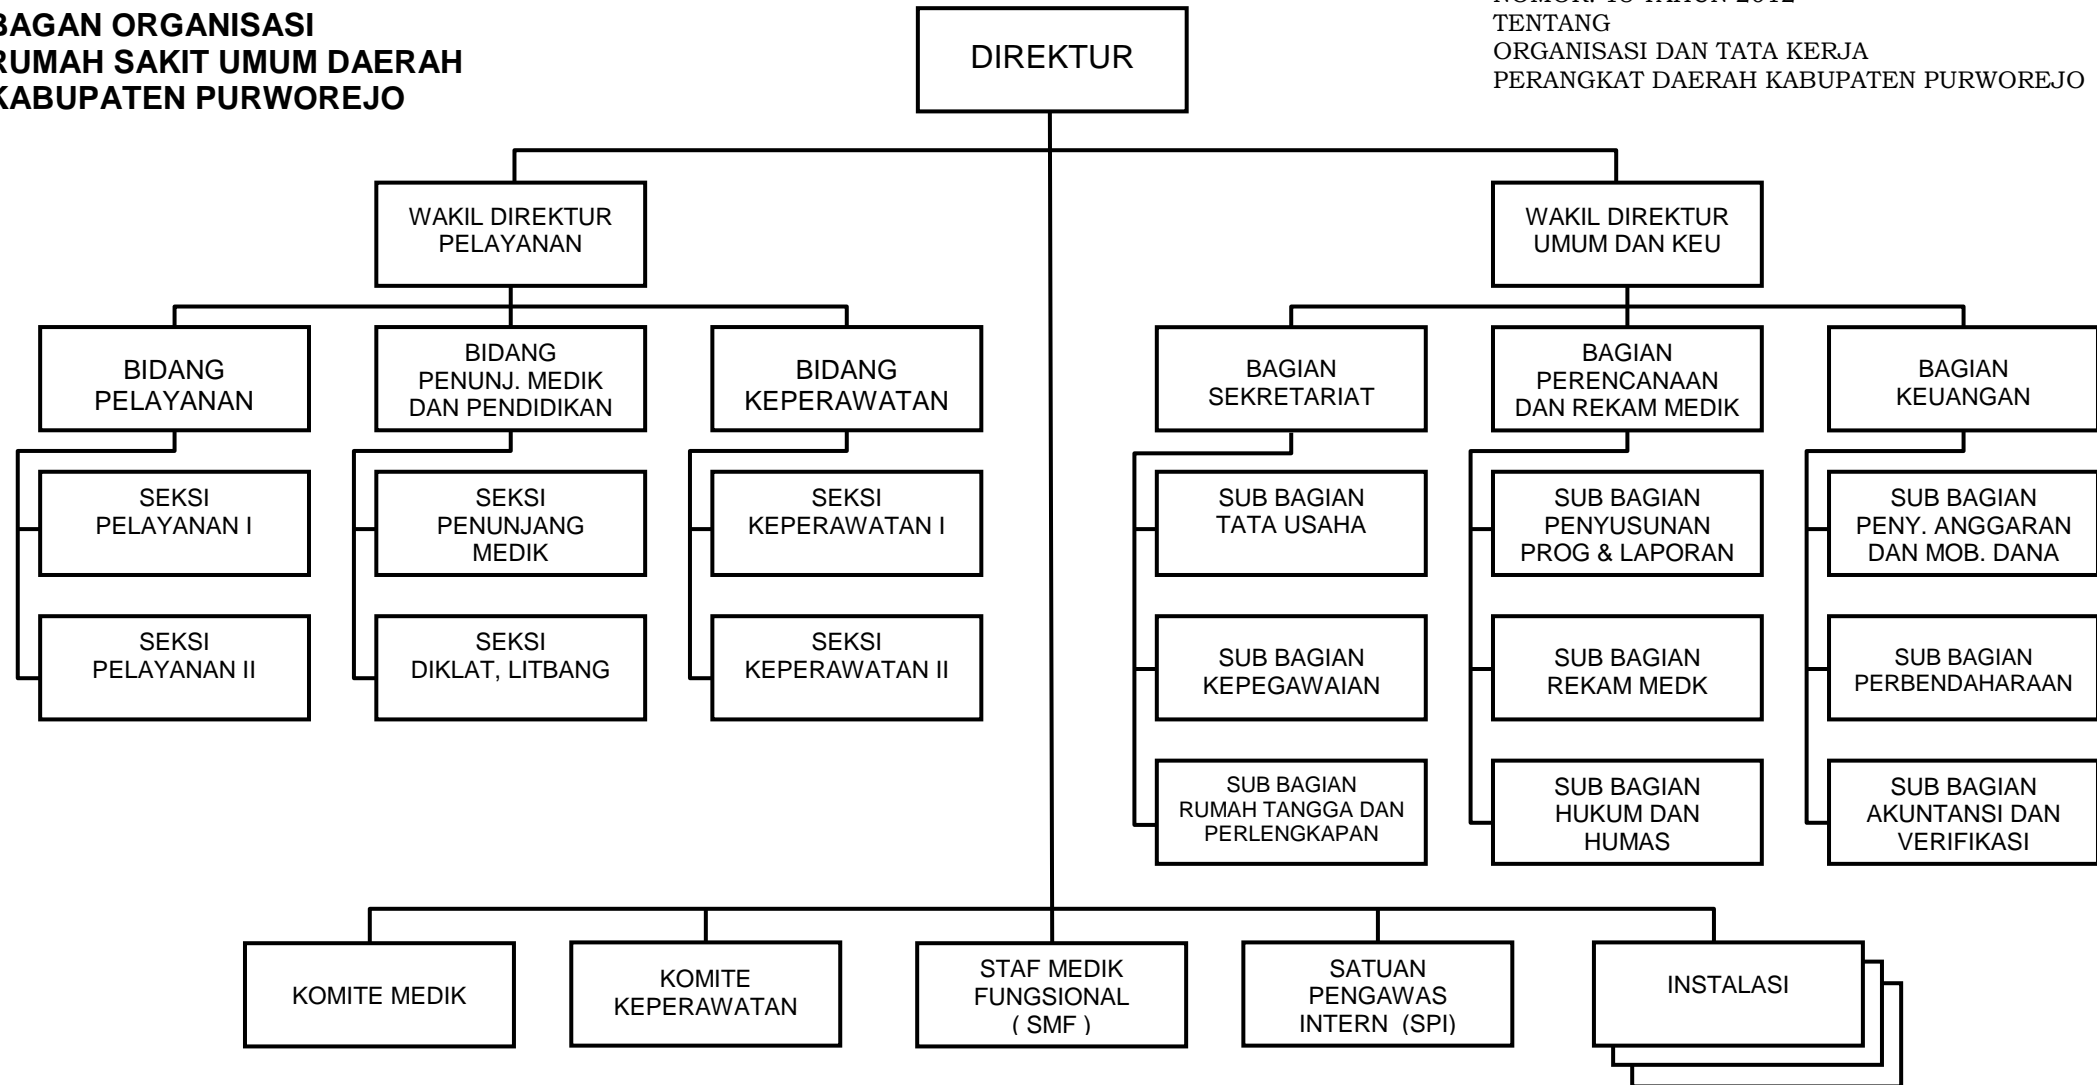 BAGAN ORGANISASI
RUMAH SAKIT UMUM DAERAH
KABUPATEN PURWOREJO
TENTANG
ORGANISASI DAN TATA KERJA
PERANGKAT DAERAH KABUPATEN PURWOREJO
DIREKTUR
WAKIL DIREKTUR
PELAYANAN
WAKIL DIREKTUR
UMUM DAN KEU
BIDANG
PELAYANAN
BIDANG
PENUNJ. MEDIK
DAN PENDIDIKAN
BIDANG
KEPERAWATAN
BAGIAN
SEKRETARIAT
BAGIAN
PERENCANAAN
DAN REKAM MEDIK
BAGIAN
KEUANGAN
SEKSI
PELAYANAN I
SEKSI
PENUNJANG
MEDIK
SEKSI
KEPERAWATAN I
SUB BAGIAN
TATA USAHA
SUB BAGIAN
PENYUSUNAN
PROG & LAPORAN
SUB BAGIAN
PENY. ANGGARAN
DAN MOB. DANA
SEKSI
PELAYANAN II
SEKSI
DIKLAT, LITBANG
SEKSI
KEPERAWATAN II
SUB BAGIAN
KEPEGAWAIAN
SUB BAGIAN
REKAM MEDK
SUB BAGIAN
PERBENDAHARAAN
SUB BAGIAN
RUMAH TANGGA DAN
PERLENGKAPAN
SUB BAGIAN
HUKUM DAN
HUMAS
SUB BAGIAN
AKUNTANSI DAN
VERIFIKASI
KOMITE MEDIK
KOMITE
KEPERAWATAN
STAF MEDIK
FUNGSIONAL
( SMF )
SATUAN
PENGAWAS
INTERN (SPI)
INSTALASI